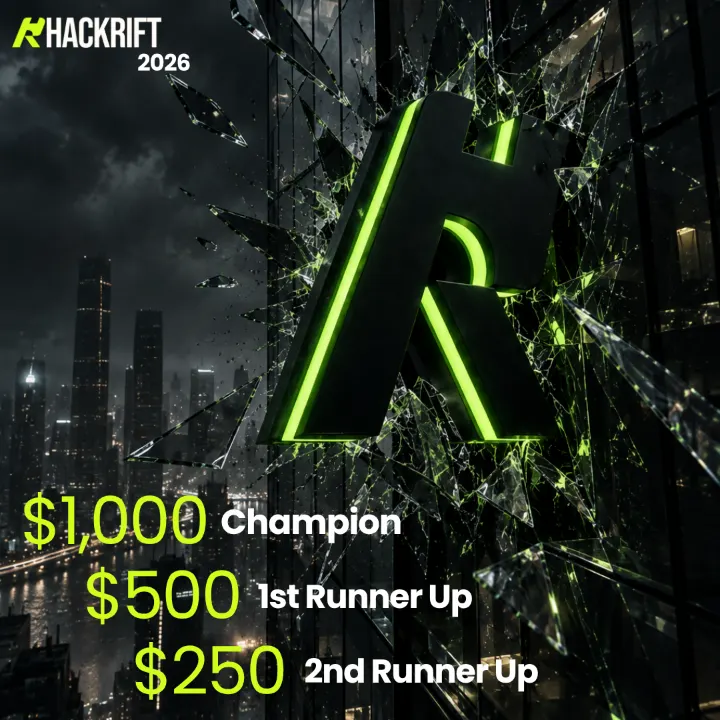 HACKRIFT
2026
$1,000 Champion
$500 1st Runner Up
$250 2nd Runner Up